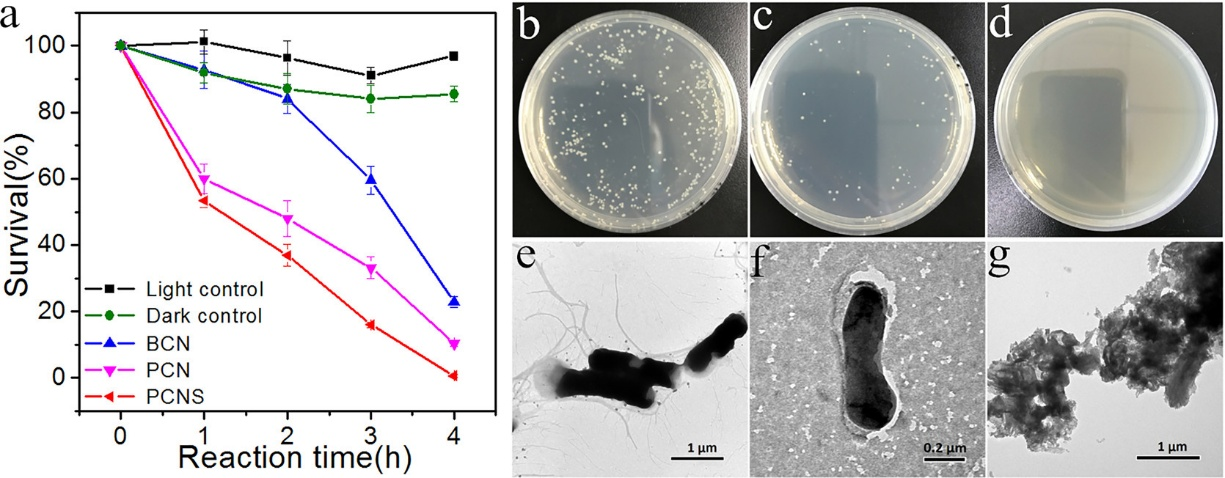 a
Survival(%)
100
80
60
40
20
0
Light control
Dark control
BCN
PCN
PCNS
0 1 2 3 4
Reaction time(h)
b
c
d
e
1 μm
f
0.2 μm
g
1 μm